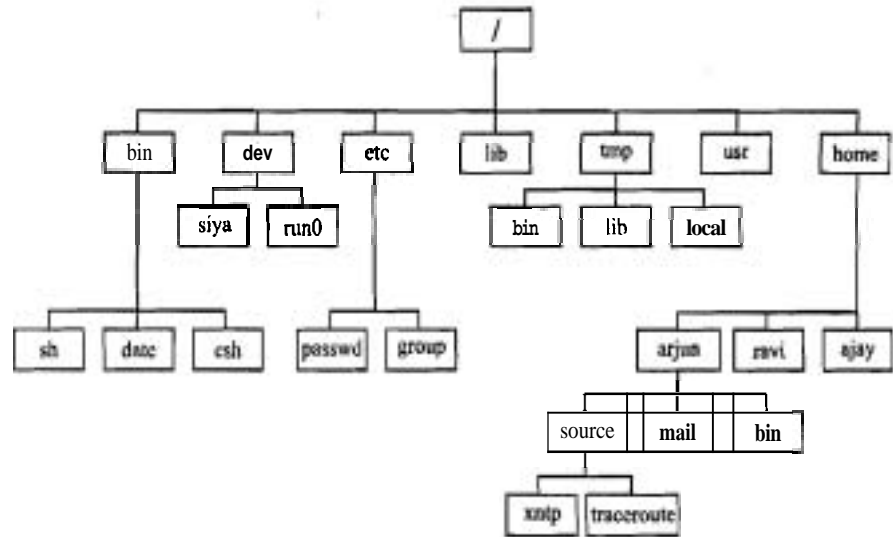 /
bin dev etc lib tmp usr home
siya run0 bin lib local
sh date csh passwd group arjun ravi ajay
source mail bin
xntp traceroute